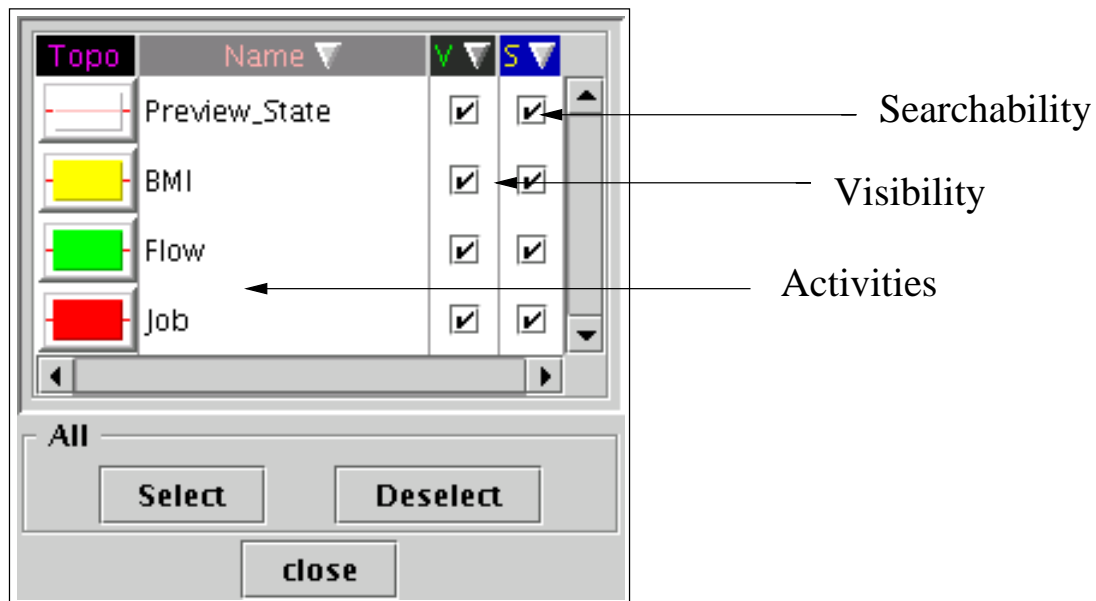 Topo Name V S
Preview_State
Searchability
BMI
Visibility
Flow
Activities
Job
All
Select Deselect
close